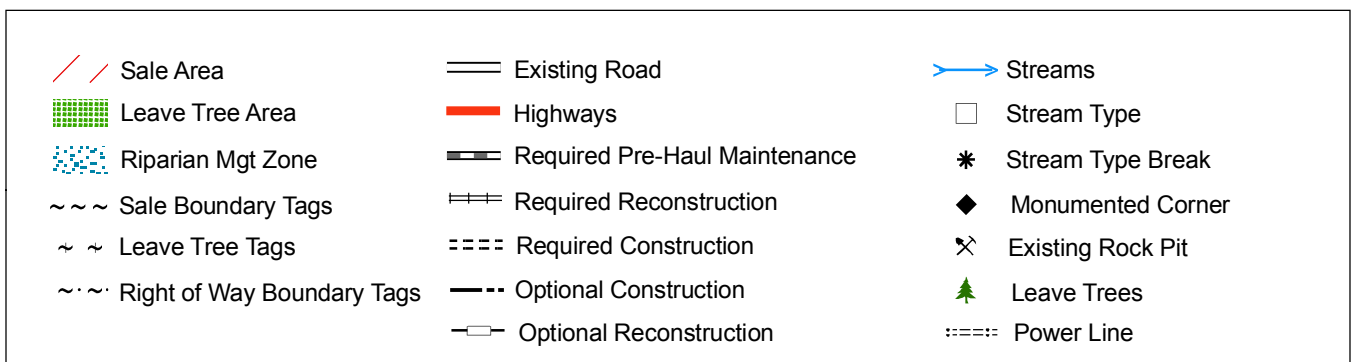 Sale Area
Leave Tree Area
Riparian Mgt Zone
Sale Boundary Tags
Leave Tree Tags
Right of Way Boundary Tags
Existing Road
Highways
Required Pre-Haul Maintenance
Required Reconstruction
Required Construction
Optional Construction
Optional Reconstruction
Streams
Stream Type
Stream Type Break
Monumented Corner
Existing Rock Pit
Leave Trees
Power Line